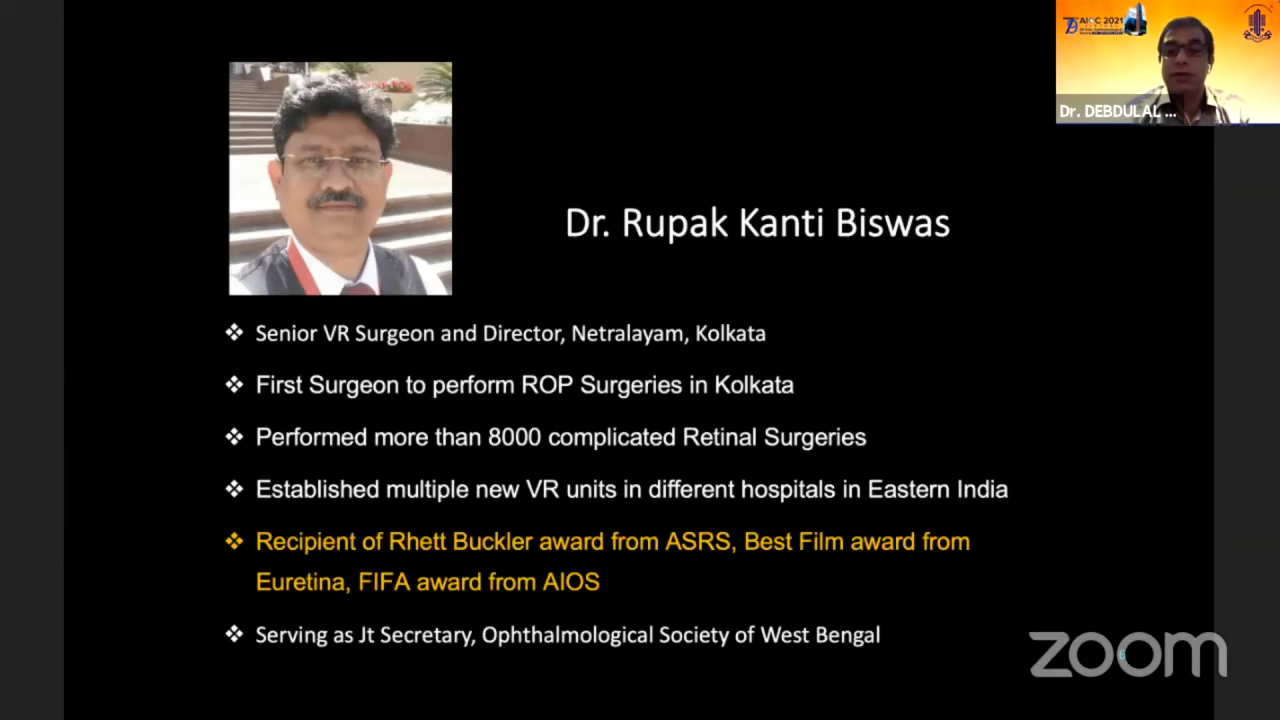 AIOC 2021
Dr. DEBDULAL ...
Dr. Rupak Kanti Biswas
❖ Senior VR Surgeon and Director, Netralayam, Kolkata
❖ First Surgeon to perform ROP Surgeries in Kolkata
❖ Performed more than 8000 complicated Retinal Surgeries
❖ Established multiple new VR units in different hospitals in Eastern India
❖ Recipient of Rhett Buckler award from ASRS, Best Film award from
Euretina, FIFA award from AIOS
❖ Serving as Jt Secretary, Ophthalmological Society of West Bengal
zoom